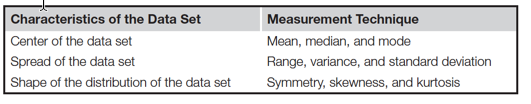 Characteristics of the Data Set Measurement Technique
Center of the data set Mean, median, and mode
Spread of the data set Range, variance, and standard deviation
Shape of the distribution of the data set Symmetry, skewness, and kurtosis